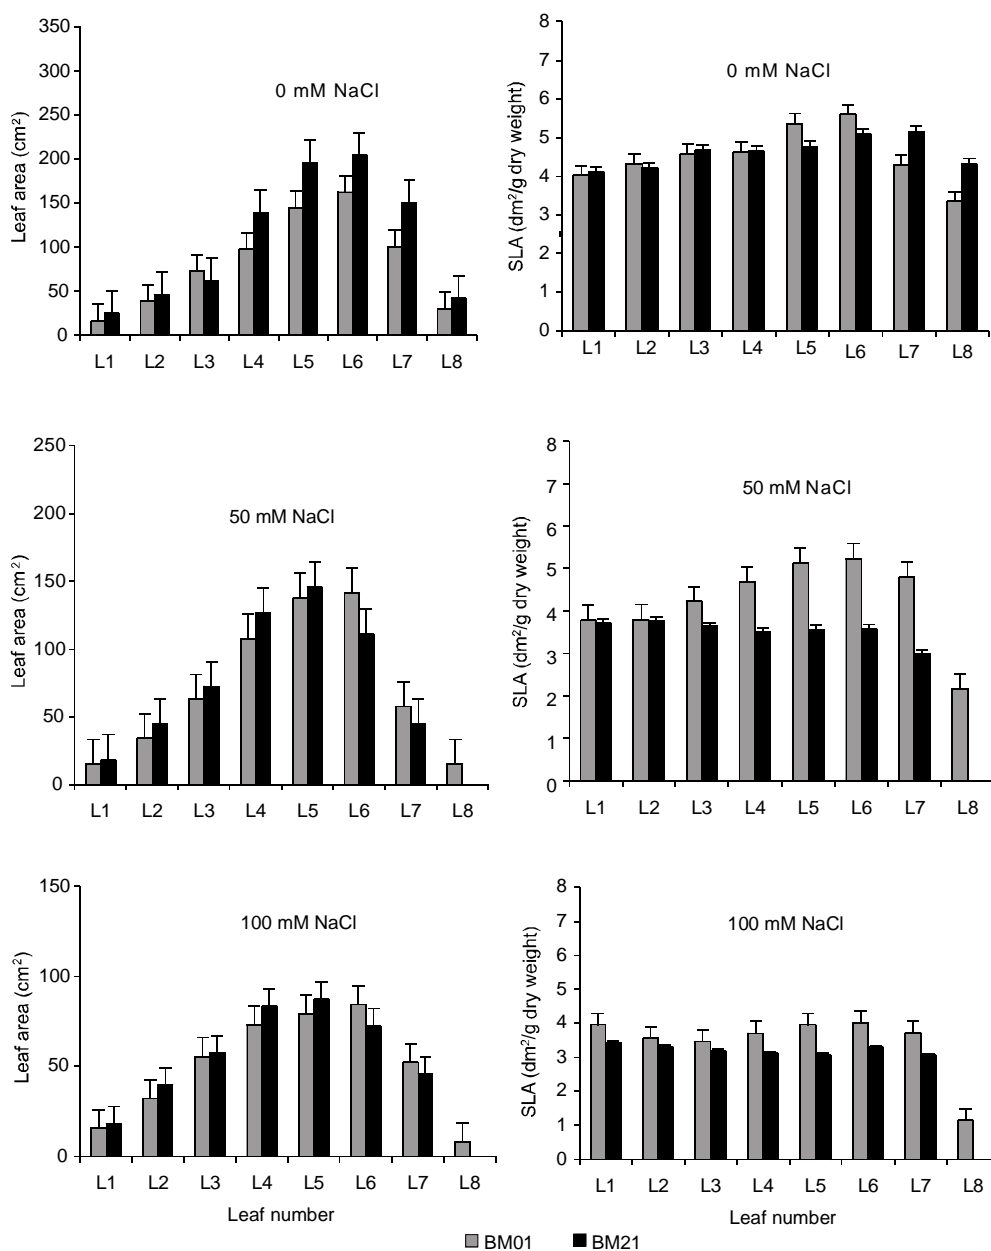 0 mM NaCl
Leaf area (cm²)
350
300
250
200
150
100
50
0
L1 L2 L3 L4 L5 L6 L7 L8
0 mM NaCl
SLA (dm²/g dry weight)
8
7
6
5
4
3
2
1
0
L1 L2 L3 L4 L5 L6 L7 L8
50 mM NaCl
Leaf area (cm²)
250
200
150
100
50
0
L1 L2 L3 L4 L5 L6 L7 L8
50 mM NaCl
SLA (dm²/g dry weight)
8
7
6
5
4
3
2
1
0
L1 L2 L3 L4 L5 L6 L7 L8
100 mM NaCl
Leaf area (cm²)
150
100
50
0
L1 L2 L3 L4 L5 L6 L7 L8
Leaf number
100 mM NaCl
SLA (dm²/g dry weight)
8
7
6
5
4
3
2
1
0
L1 L2 L3 L4 L5 L6 L7 L8
Leaf number
BM01 BM21